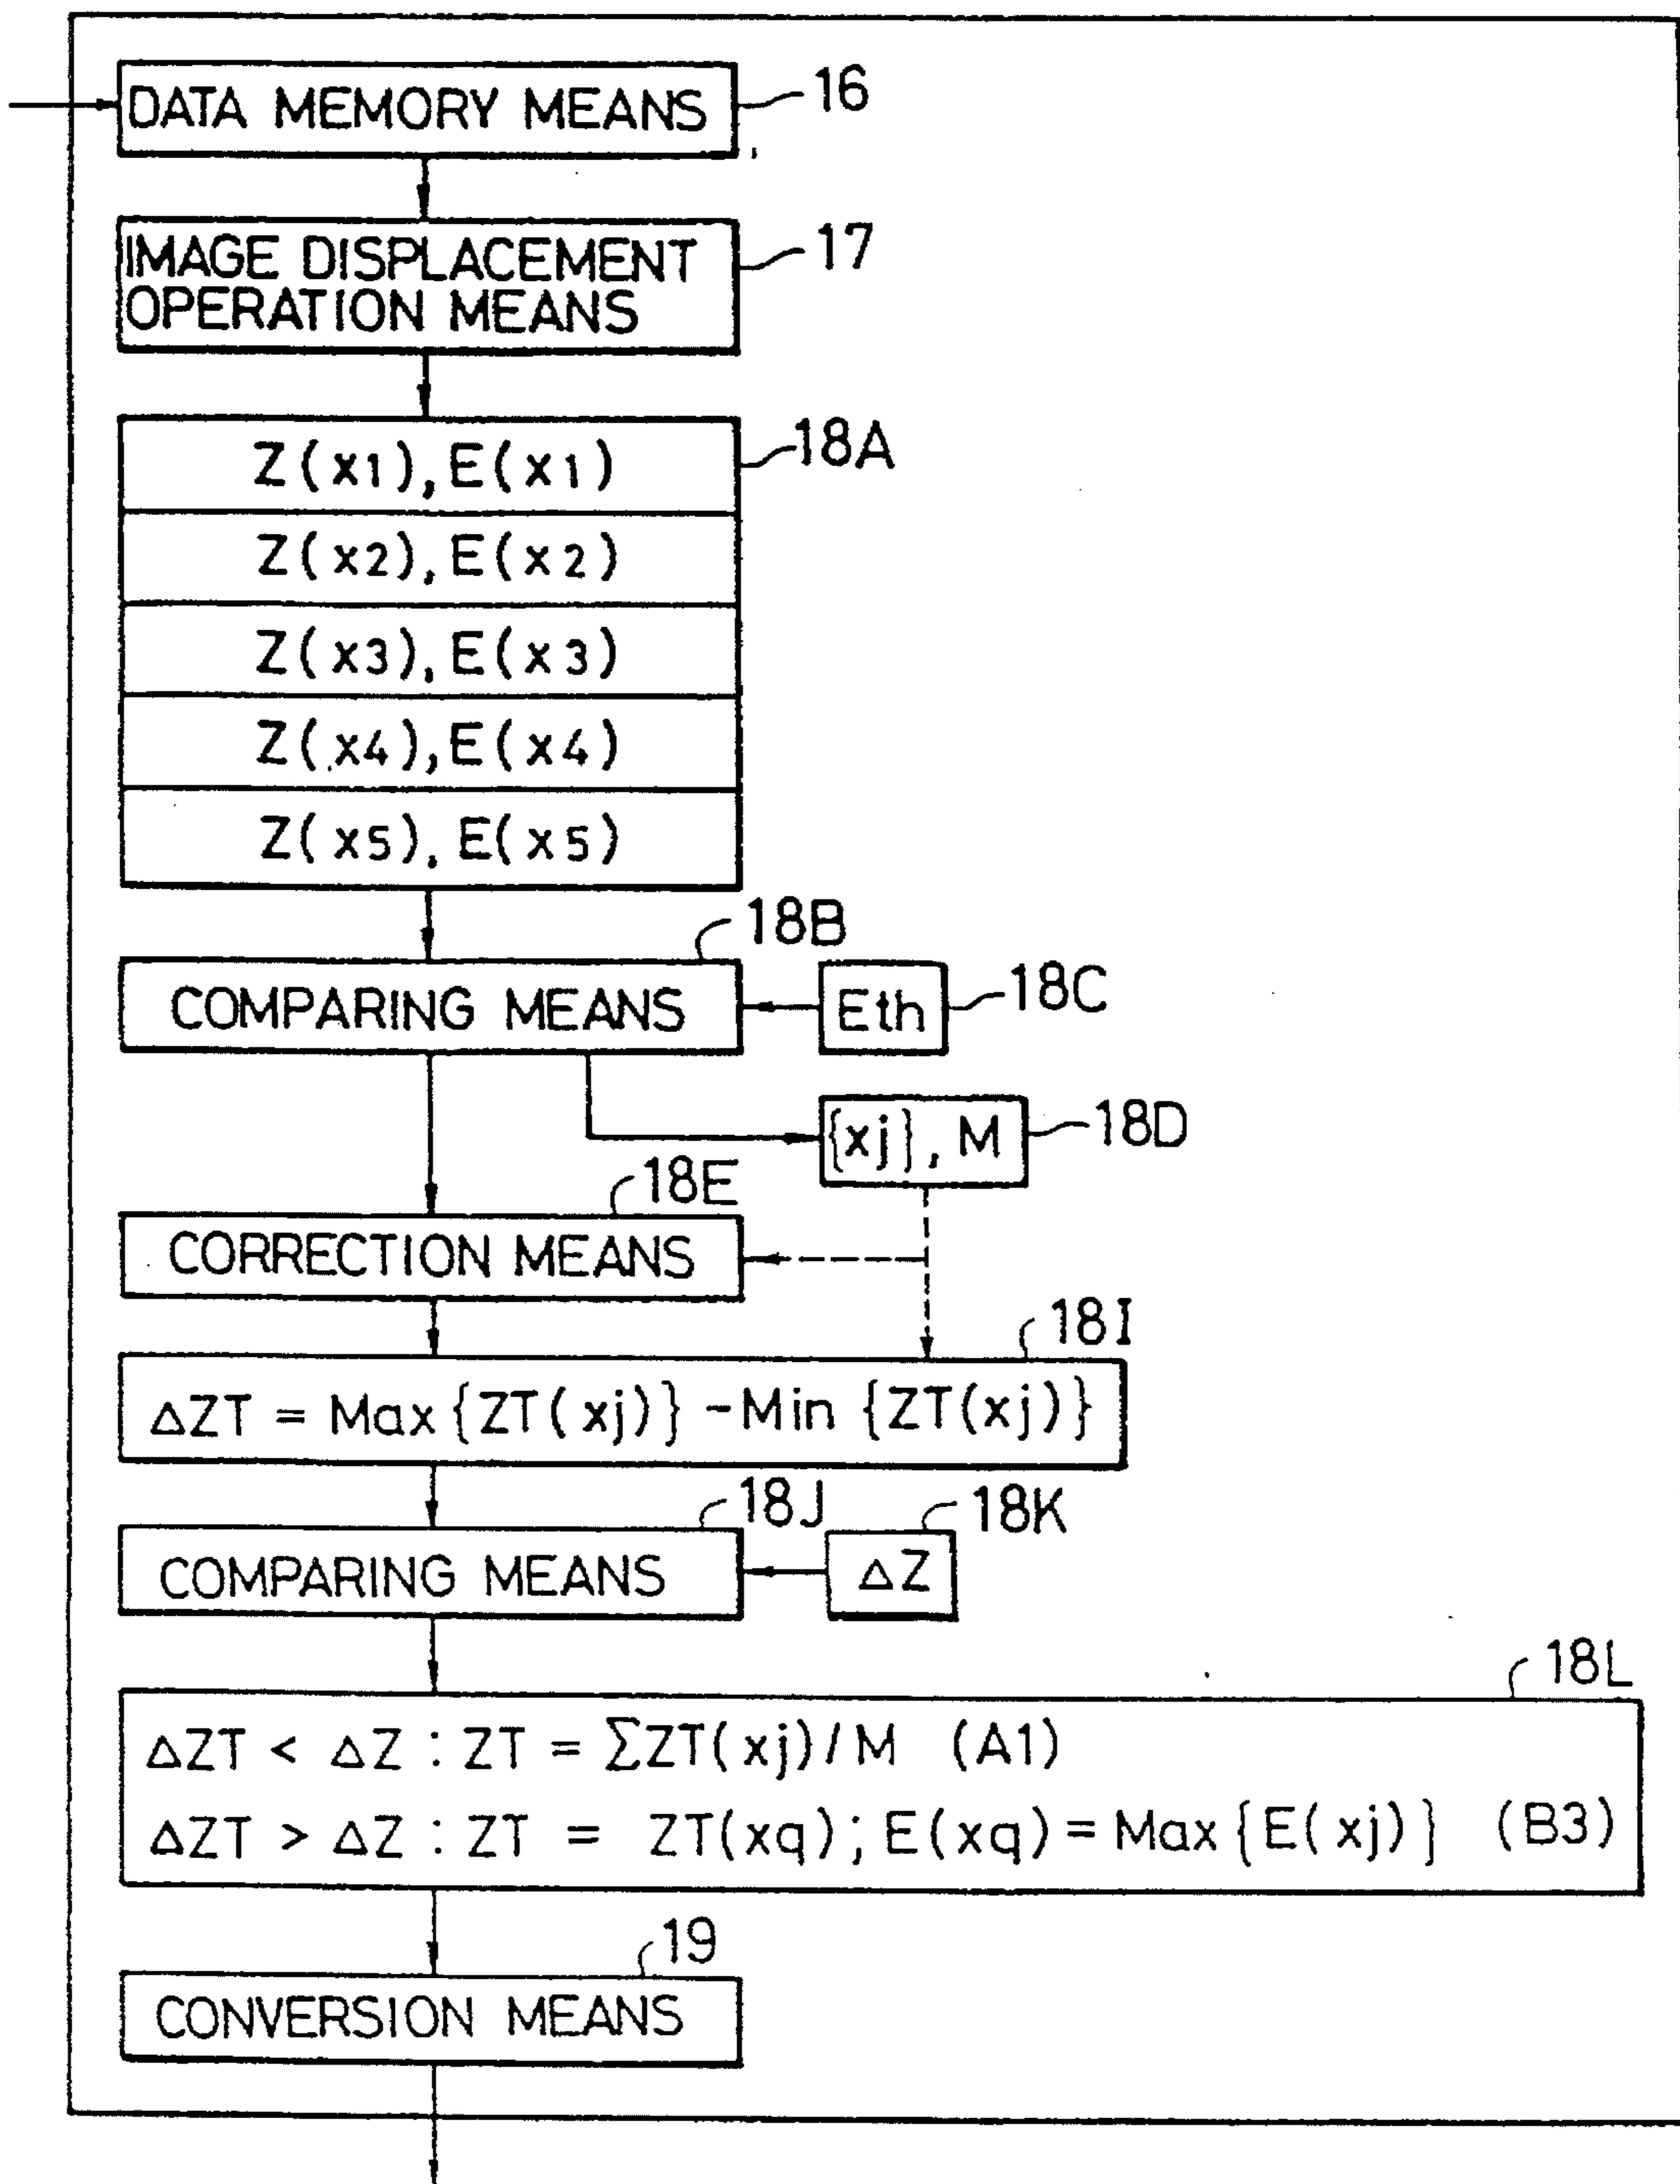 DATA MEMORY MEANS
16
IMAGE DISPLACEMENT
OPERATION MEANS
17
Z(x1), E(x1)
18A
Z(x2), E(x2)
Z(x3), E(x3)
Z(x4), E(x4)
Z(x5), E(x5)
18B
COMPARING MEANS
Eth
18C
{xj}, M
18D
18E
CORRECTION MEANS
18I
ΔZT = Max {ZT(xj)} - Min {ZT(xj)}
18J
18K
COMPARING MEANS
ΔZ
18L
ΔZT < ΔZ : ZT = ΣZT(xj)/M (A1)
ΔZT > ΔZ : ZT = ZT(xq); E(xq) = Max {E(xj)} (B3)
19
CONVERSION MEANS